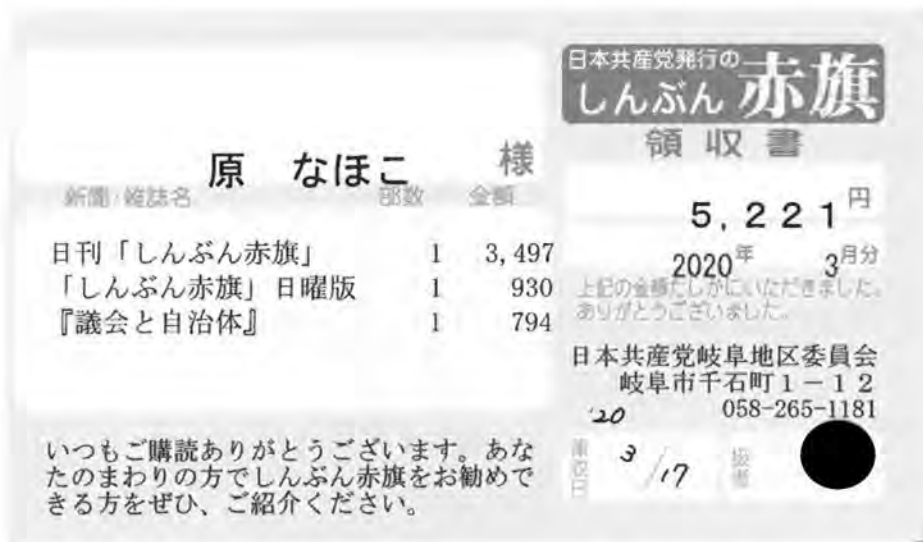 日本共産党発行の
しんぶん赤旗
領収書
原 なほこ 様
新聞・雑誌名 部数 金額
日刊「しんぶん赤旗」 1 3,497
「しんぶん赤旗」日曜版 1 930
『議会と自治体』 1 794
5,221円
2020年 3月分
上記の金額たしかにいただきました。
ありがとうございました。
日本共産党岐阜地区委員会
岐阜市千石町1-12
058-265-1181
'20
領収日 3/17 扱者
いつもご購読ありがとうございます。あな
たのまわりの方でしんぶん赤旗をお勧めで
きる方をぜひ、ご紹介ください。